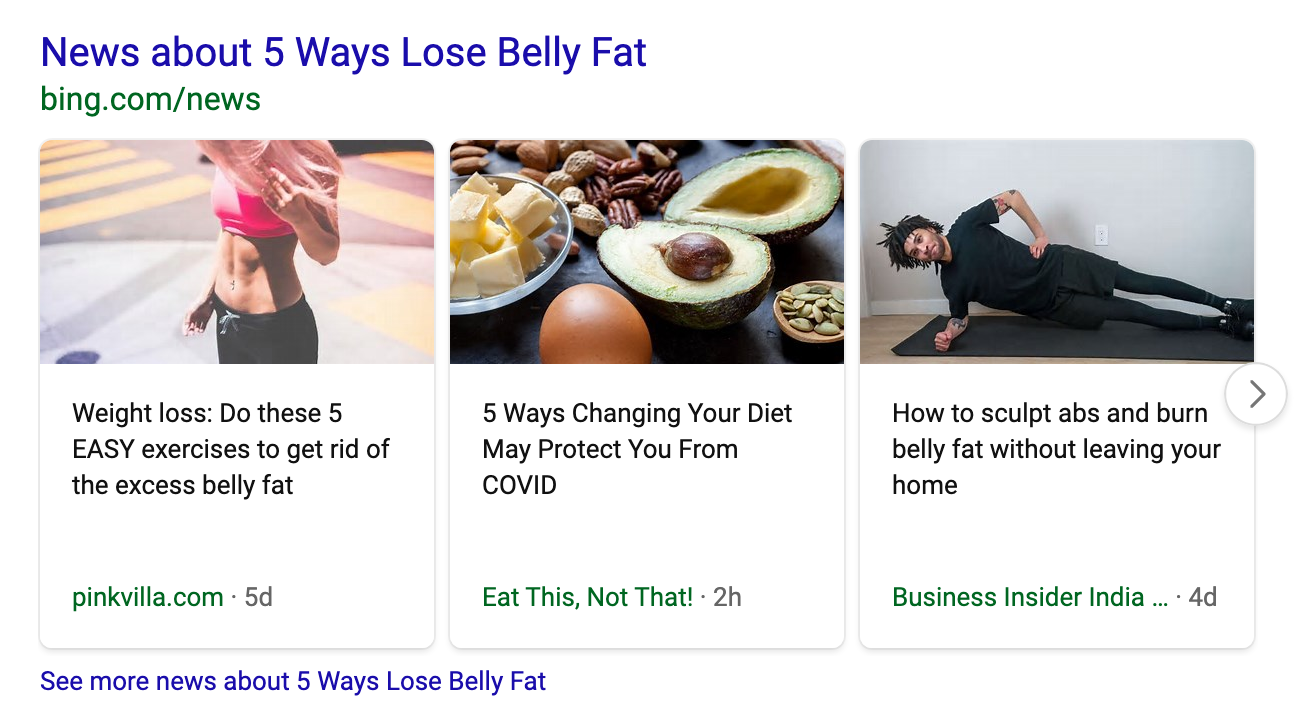 News about 5 Ways Lose Belly Fat
bing.com/news
Weight loss: Do these 5
EASY exercises to get rid of
the excess belly fat
pinkvilla.com · 5d
5 Ways Changing Your Diet
May Protect You From
COVID
Eat This, Not That! · 2h
How to sculpt abs and burn
belly fat without leaving your
home
Business Insider India ... · 4d
See more news about 5 Ways Lose Belly Fat